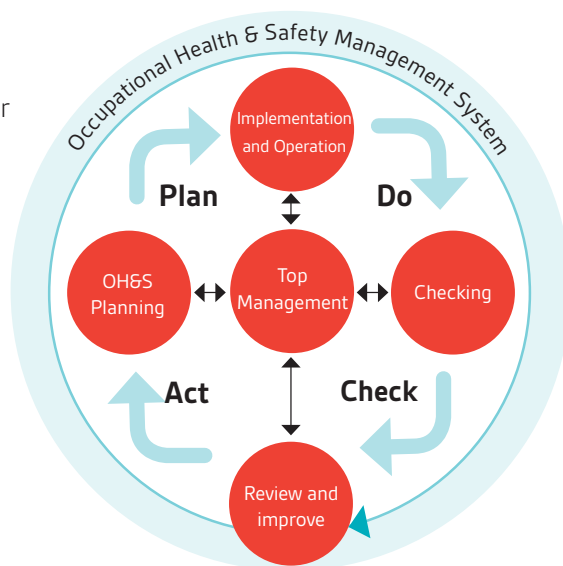 Occupational Health & Safety Management System
r
Implementation
and Operation
Plan
Do
OH&S
Planning
Top
Management
Checking
Act
Check
Review and
improve